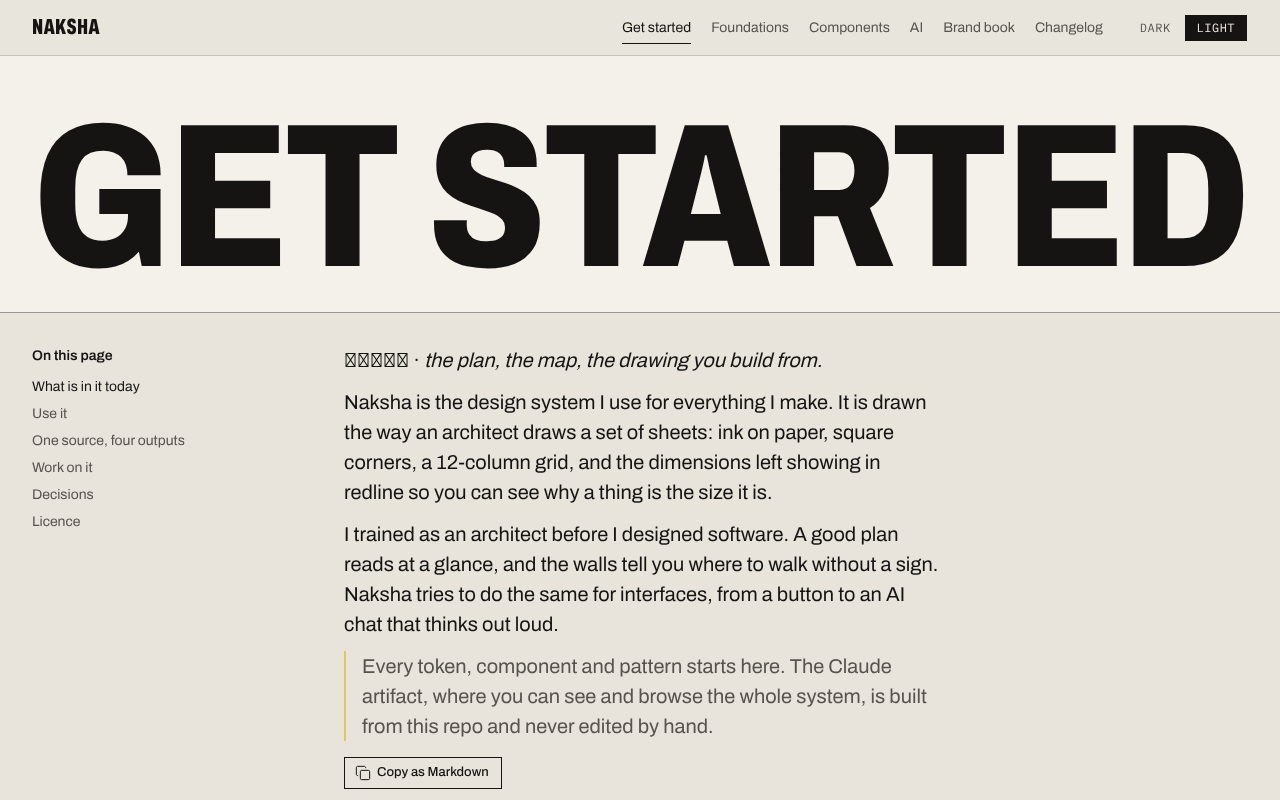 NAKSHA
Get started
Foundations
Components
AI
Brand book
Changelog
DARK
LIGHT
GET STARTED
On this page
What is in it today
Use it
One source, four outputs
Work on it
Decisions
Licence
· the plan, the map, the drawing you build from.
Naksha is the design system I use for everything I make. It is drawn
the way an architect draws a set of sheets: ink on paper, square
corners, a 12-column grid, and the dimensions left showing in
redline so you can see why a thing is the size it is.
I trained as an architect before I designed software. A good plan
reads at a glance, and the walls tell you where to walk without a sign.
Naksha tries to do the same for interfaces, from a button to an AI
chat that thinks out loud.
Every token, component and pattern starts here. The Claude
artifact, where you can see and browse the whole system, is built
from this repo and never edited by hand.
Copy as Markdown